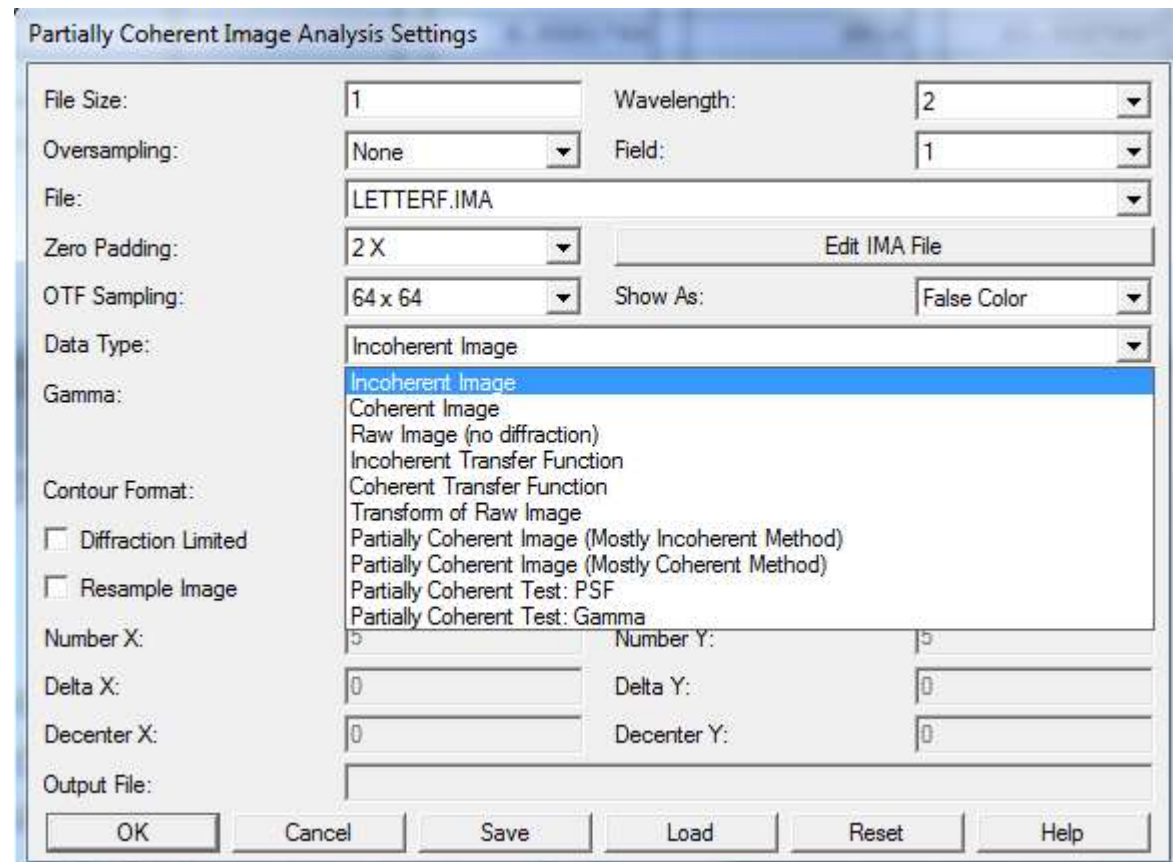 Partially Coherent Image Analysis Settings
File Size: 1 Wavelength: 2
Oversampling: None Field: 1
File: LETTERF.IMA
Zero Padding: 2 X Edit IMA File
OTF Sampling: 64 x 64 Show As: False Color
Data Type: Incoherent Image
Gamma: Incoherent Image
Coherent Image
Raw Image (no diffraction)
Incoherent Transfer Function
Contour Format: Coherent Transfer Function
Transform of Raw Image
Diffraction Limited Partially Coherent Image (Mostly Incoherent Method)
Partially Coherent Image (Mostly Coherent Method)
Resample Image Partially Coherent Test: PSF
Partially Coherent Test: Gamma
Number X: 5 Number Y: 5
Delta X: 0 Delta Y: 0
Decenter X: 0 Decenter Y: 0
Output File:
OK Cancel Save Load Reset Help